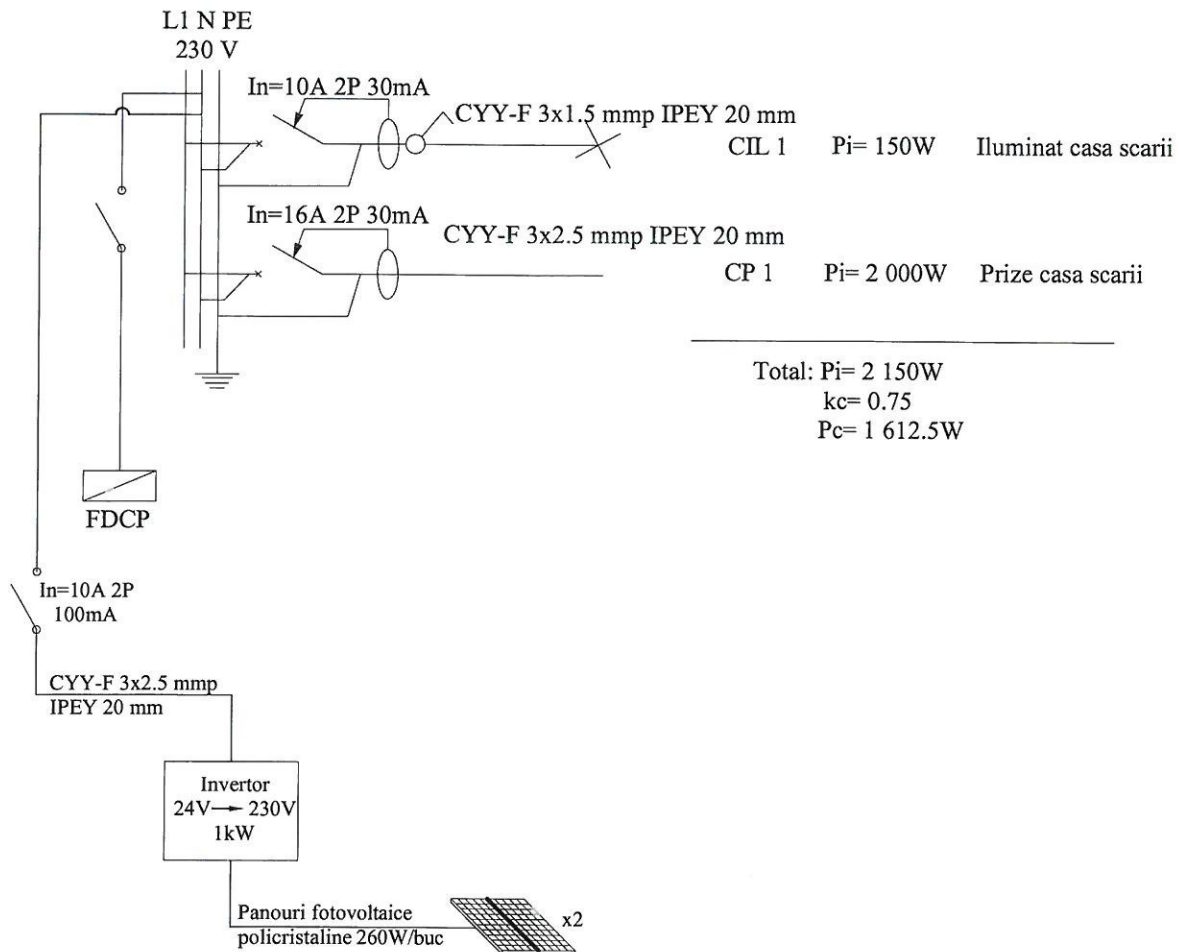 L1 N PE
230 V
In=10A 2P 30mA
CYY-F 3x1.5 mmp IPEY 20 mm
CIL 1 Pi= 150W Iluminat casa scarii
In=16A 2P 30mA
CYY-F 3x2.5 mmp IPEY 20 mm
CP 1 Pi= 2 000W Prize casa scarii
Total: Pi= 2 150W
kc= 0.75
Pc= 1 612.5W
FDCP
In=10A 2P
100mA
CYY-F 3x2.5 mmp
IPEY 20 mm
Invertor
24V → 230V
1kW
Panouri fotovoltaice
policristaline 260W/buc
x2